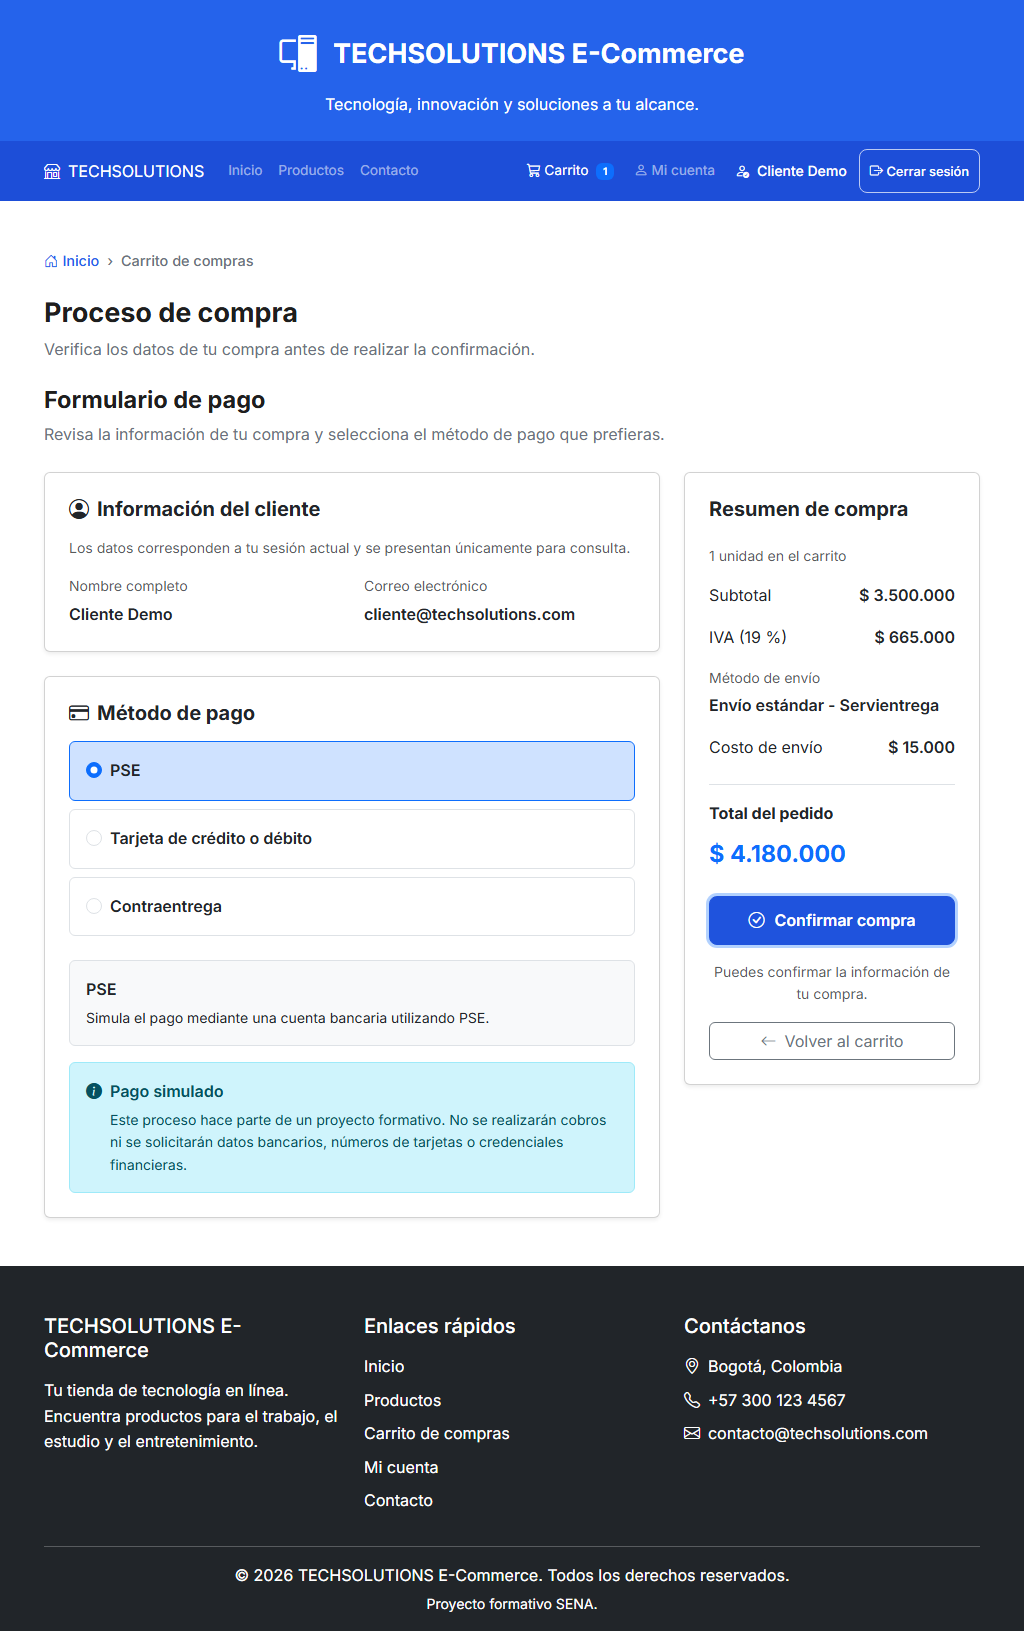 TECHSOLUTIONS E-Commerce
Tecnología, innovación y soluciones a tu alcance.
TECHSOLUTIONS Inicio Productos Contacto Carrito 1 Mi cuenta Cliente Demo Cerrar sesión
Inicio › Carrito de compras
Proceso de compra
Verifica los datos de tu compra antes de realizar la confirmación.
Formulario de pago
Revisa la información de tu compra y selecciona el método de pago que prefieras.
Información del cliente
Los datos corresponden a tu sesión actual y se presentan únicamente para consulta.
Nombre completo
Cliente Demo
Correo electrónico
cliente@techsolutions.com
Método de pago
PSE
Tarjeta de crédito o débito
Contraentrega
PSE
Simula el pago mediante una cuenta bancaria utilizando PSE.
Pago simulado
Este proceso hace parte de un proyecto formativo. No se realizarán cobros
ni se solicitarán datos bancarios, números de tarjetas o credenciales
financieras.
Resumen de compra
1 unidad en el carrito
Subtotal $ 3.500.000
IVA (19 %) $ 665.000
Método de envío
Envío estándar - Servientrega
Costo de envío $ 15.000
Total del pedido
$ 4.180.000
Confirmar compra
Puedes confirmar la información de
tu compra.
← Volver al carrito
TECHSOLUTIONS E-
Commerce
Tu tienda de tecnología en línea.
Encuentra productos para el trabajo, el
estudio y el entretenimiento.
Enlaces rápidos
Inicio
Productos
Carrito de compras
Mi cuenta
Contacto
Contáctanos
Bogotá, Colombia
+57 300 123 4567
contacto@techsolutions.com
© 2026 TECHSOLUTIONS E-Commerce. Todos los derechos reservados.
Proyecto formativo SENA.